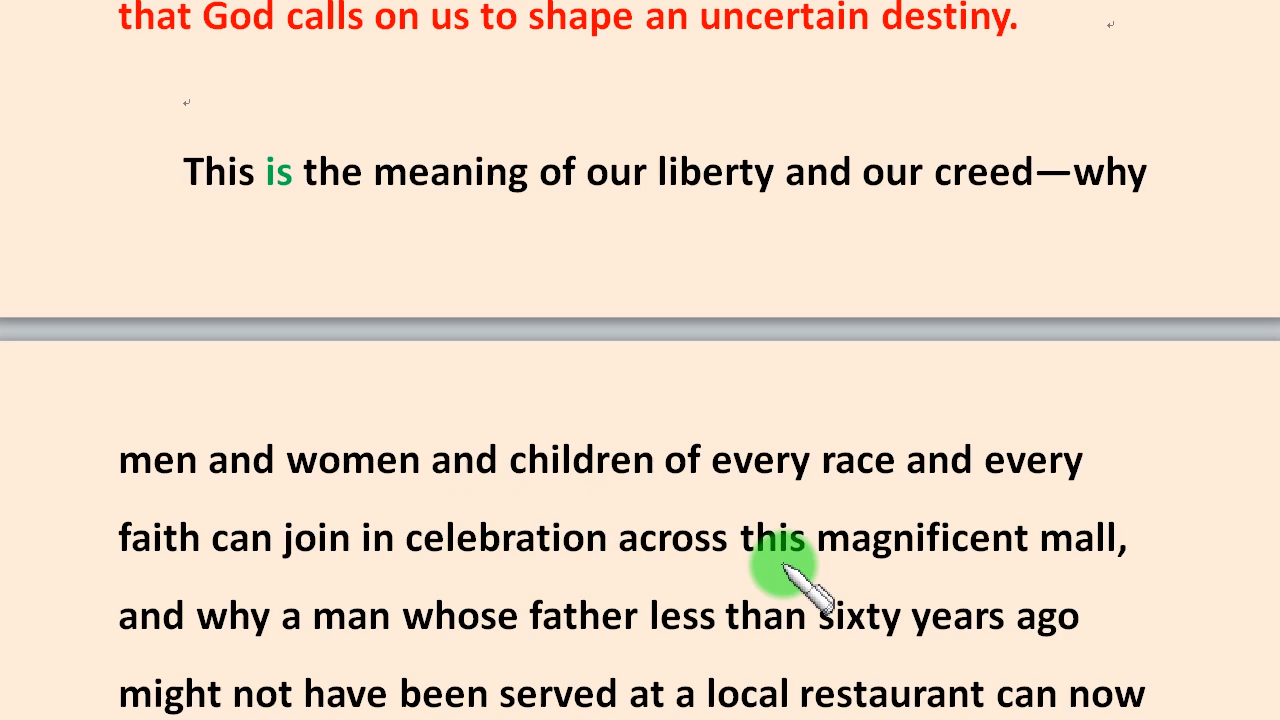 that God calls on us to shape an uncertain destiny.
This is the meaning of our liberty and our creed—why
men and women and children of every race and every
faith can join in celebration across this magnificent mall,
and why a man whose father less than sixty years ago
might not have been served at a local restaurant can now